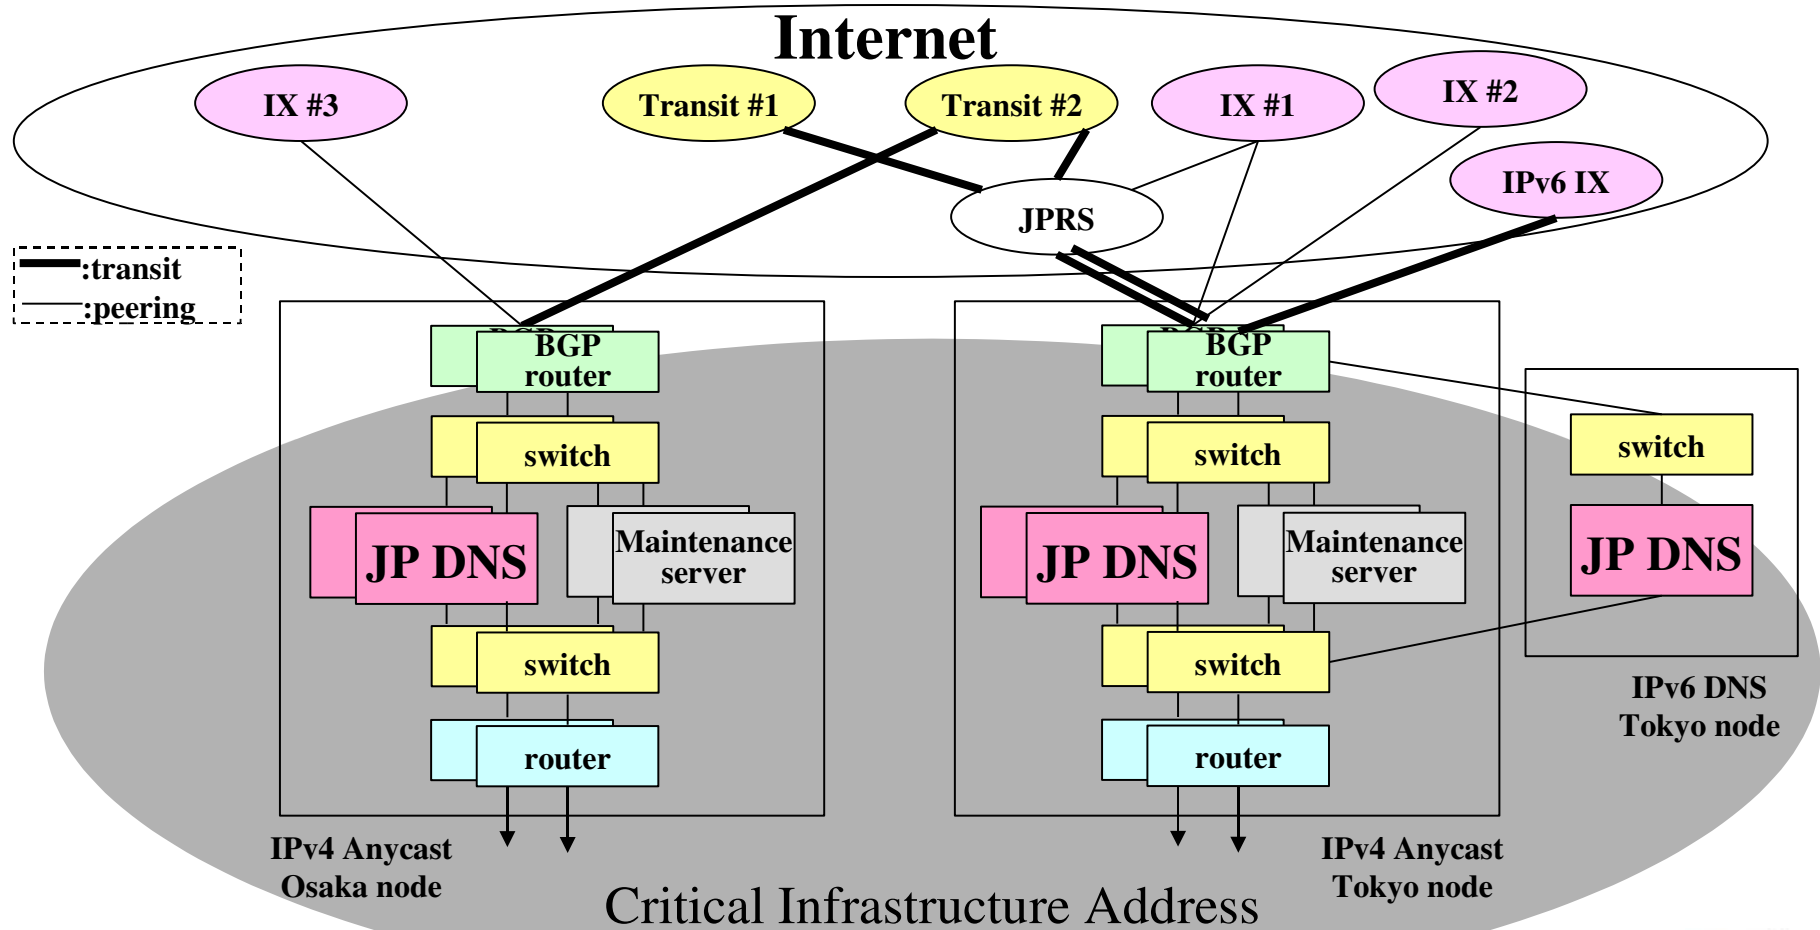 Internet
IX #3
Transit #1
Transit #2
IX #1
IX #2
IPv6 IX
JPRS
:transit
:peering
BGP
router
switch
JP DNS
Maintenance
server
switch
router
IPv4 Anycast
Osaka node
BGP
router
switch
JP DNS
Maintenance
server
switch
router
IPv4 Anycast
Tokyo node
switch
JP DNS
IPv6 DNS
Tokyo node
Critical Infrastructure Address